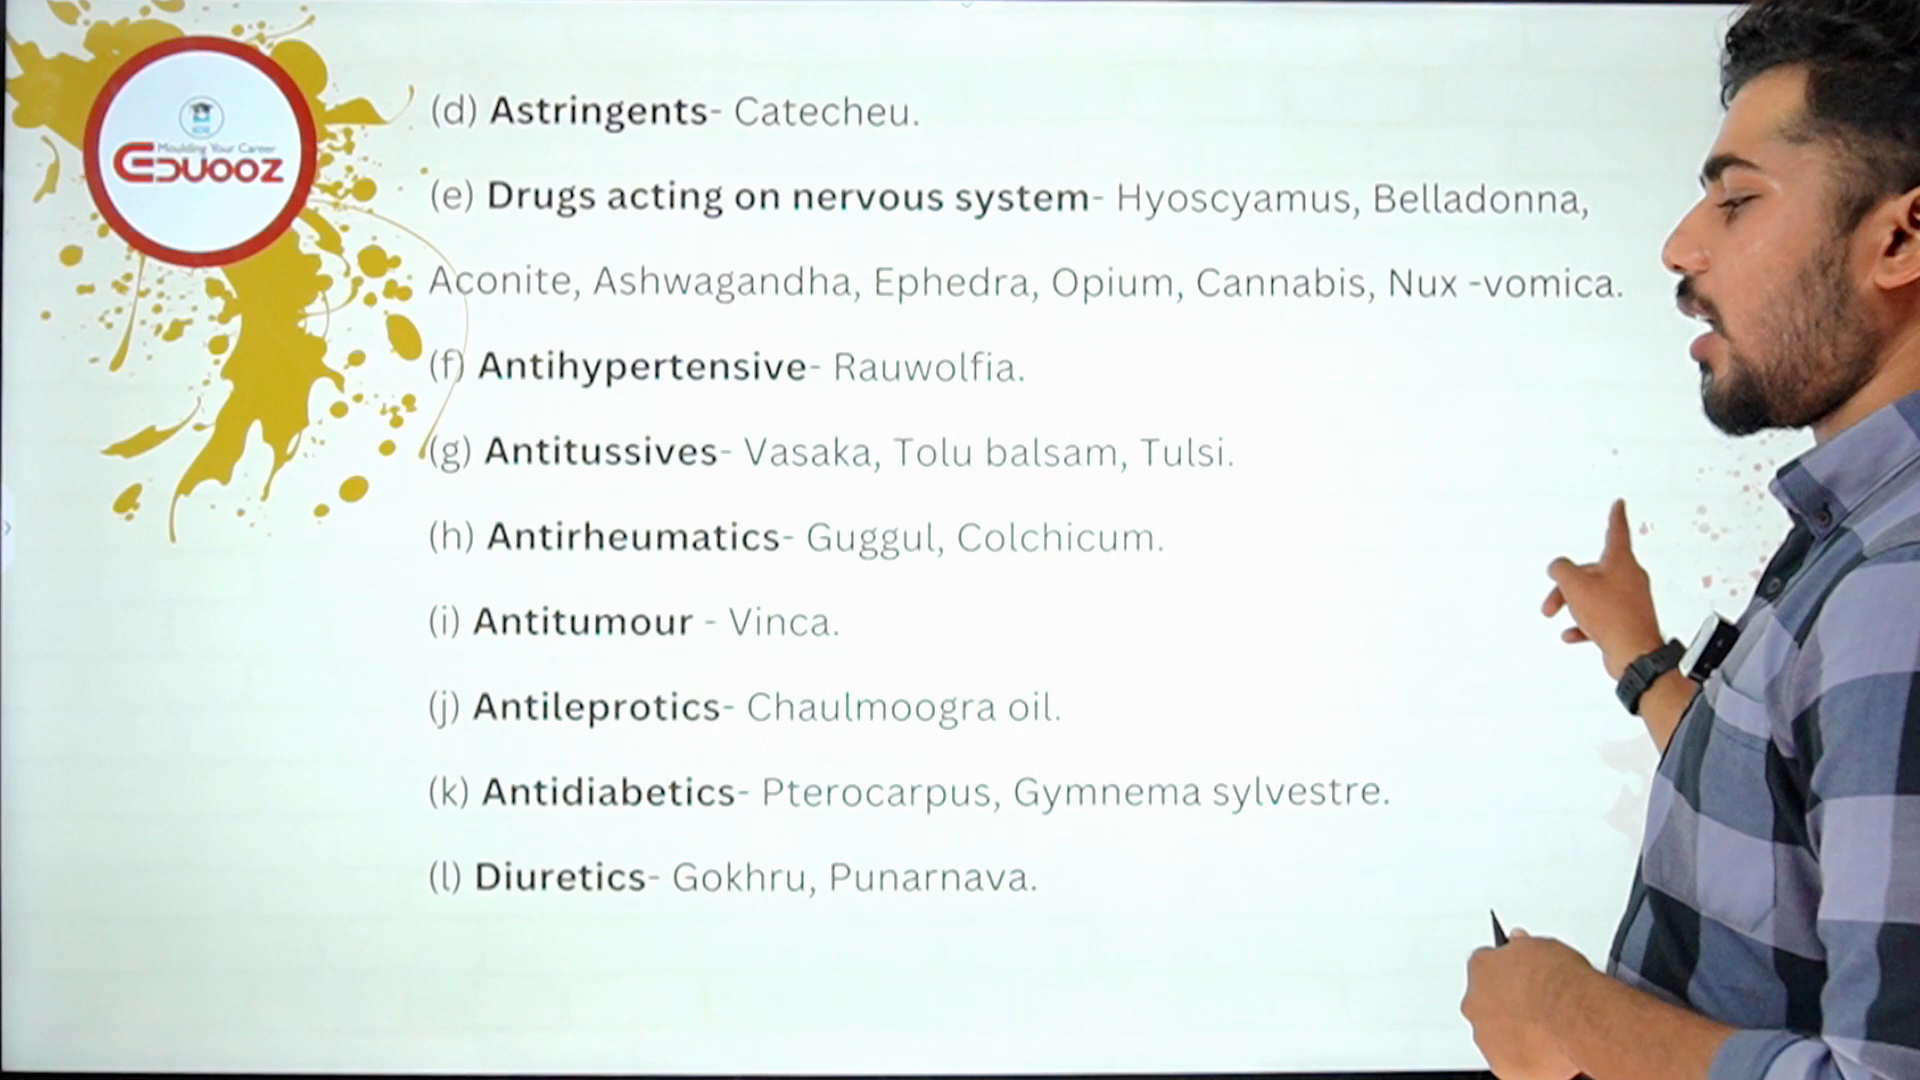 Moulding Your Career
EDUOOZ
(d) Astringents- Catecheu.
(e) Drugs acting on nervous system- Hyoscyamus, Belladonna,
Aconite, Ashwagandha, Ephedra, Opium, Cannabis, Nux -vomica.
(f) Antihypertensive- Rauwolfia.
(g) Antitussives- Vasaka, Tolu balsam, Tulsi.
(h) Antirheumatics- Guggul, Colchicum.
(i) Antitumour - Vinca.
(j) Antileprotics- Chaulmoogra oil.
(k) Antidiabetics- Pterocarpus, Gymnema sylvestre.
(l) Diuretics- Gokhru, Punarnava.